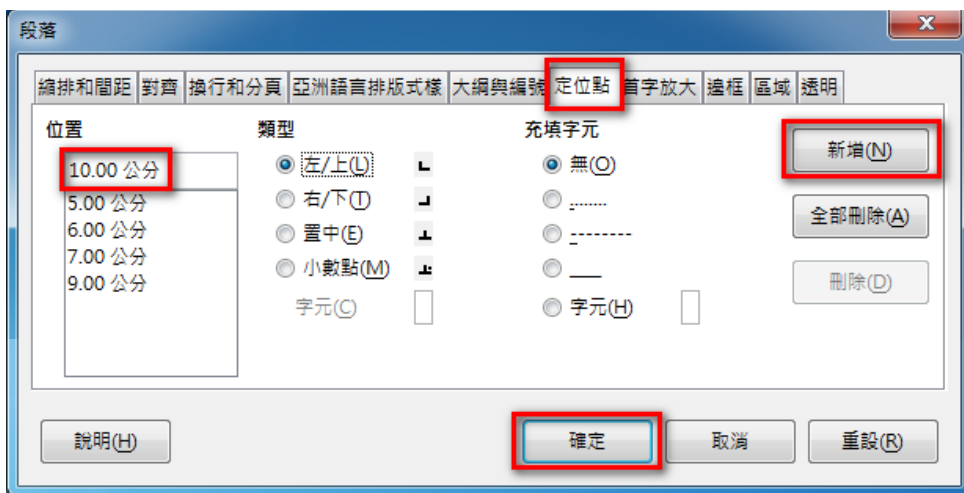 段落
縮排和間距 對齊 換行和分頁 亞洲語言排版式樣 大綱與編號 定位點 首字放大 邊框 區域 透明
位置 類型 充填字元
10.00 公分 左/上(L) 無(O) 新增(N)
5.00 公分 右/下(T) ........
6.00 公分 置中(E) -------- 全部刪除(A)
7.00 公分 小數點(M) ___
9.00 公分 刪除(D)
字元(C) 字元(H)
說明(H) 確定 取消 重設(R)